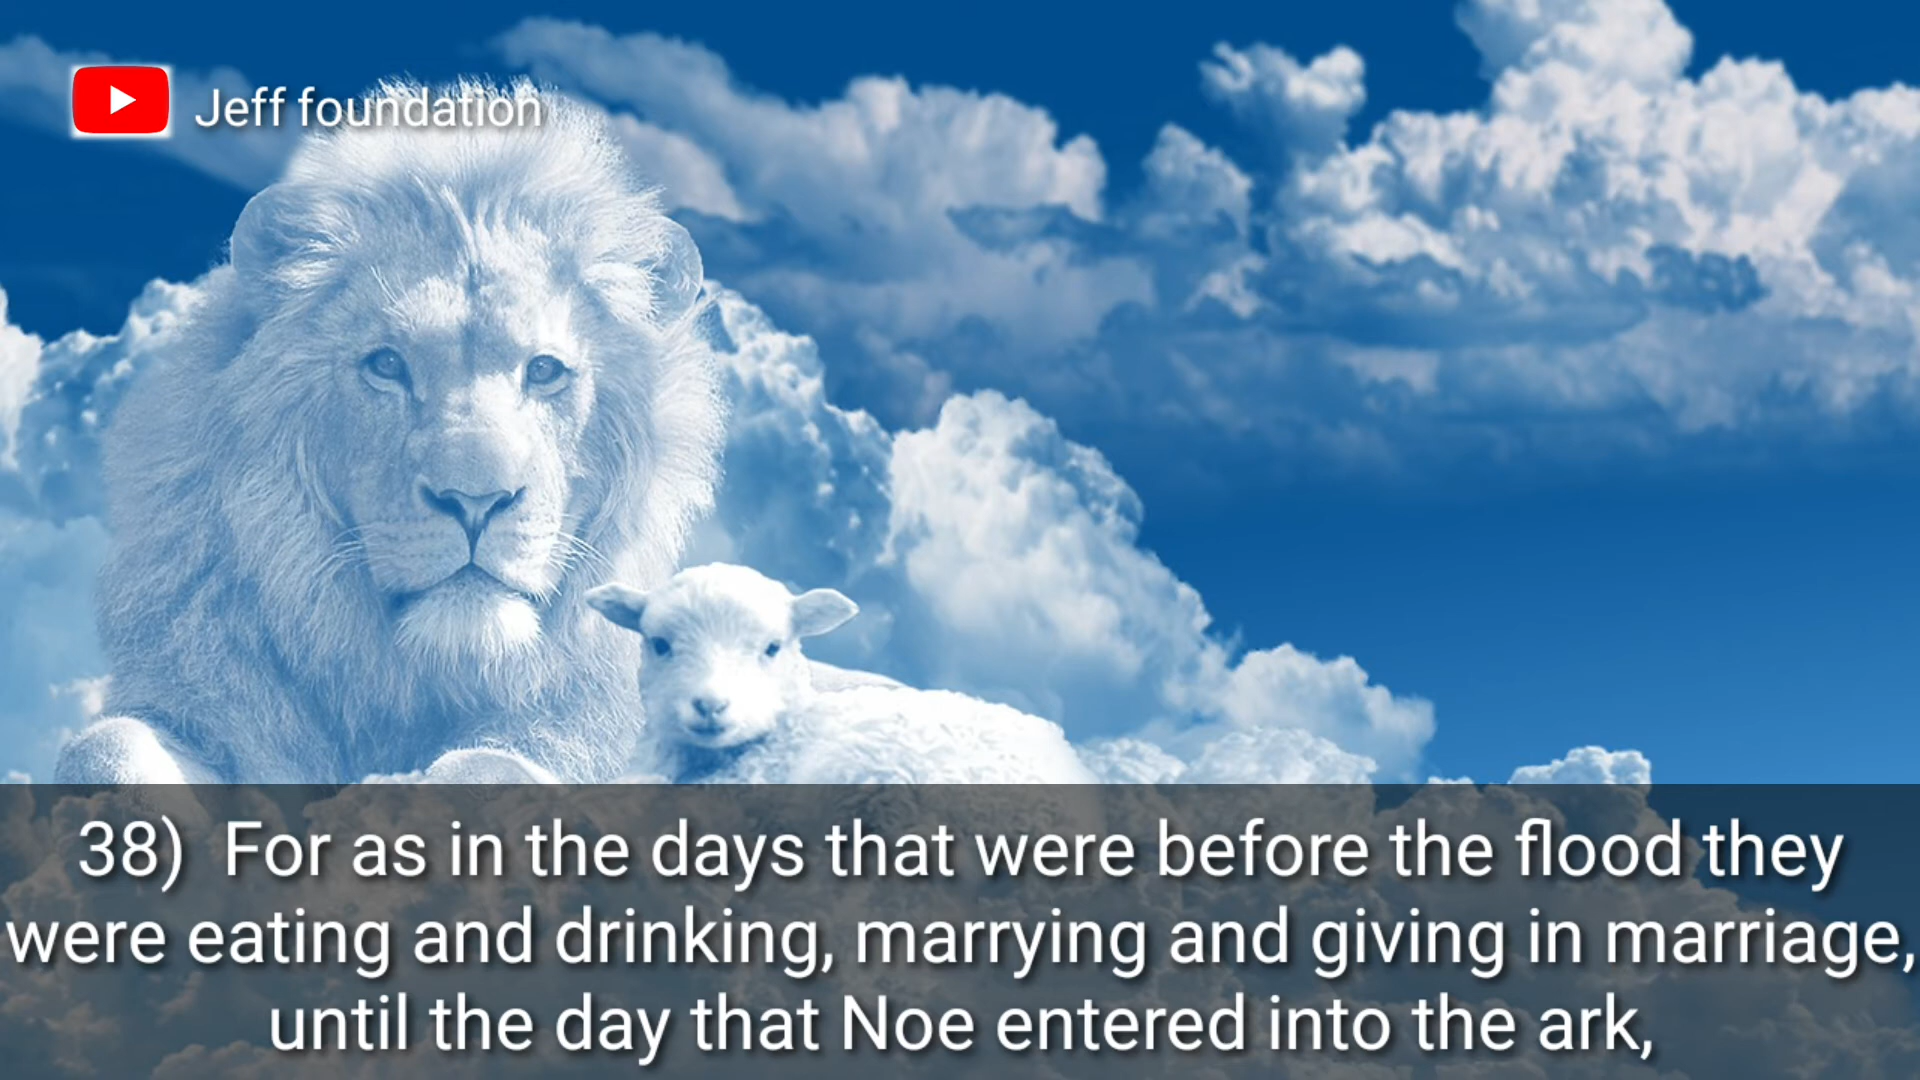 Jeff foundation
38) For as in the days that were before the flood they
were eating and drinking, marrying and giving in marriage,
until the day that Noe entered into the ark,